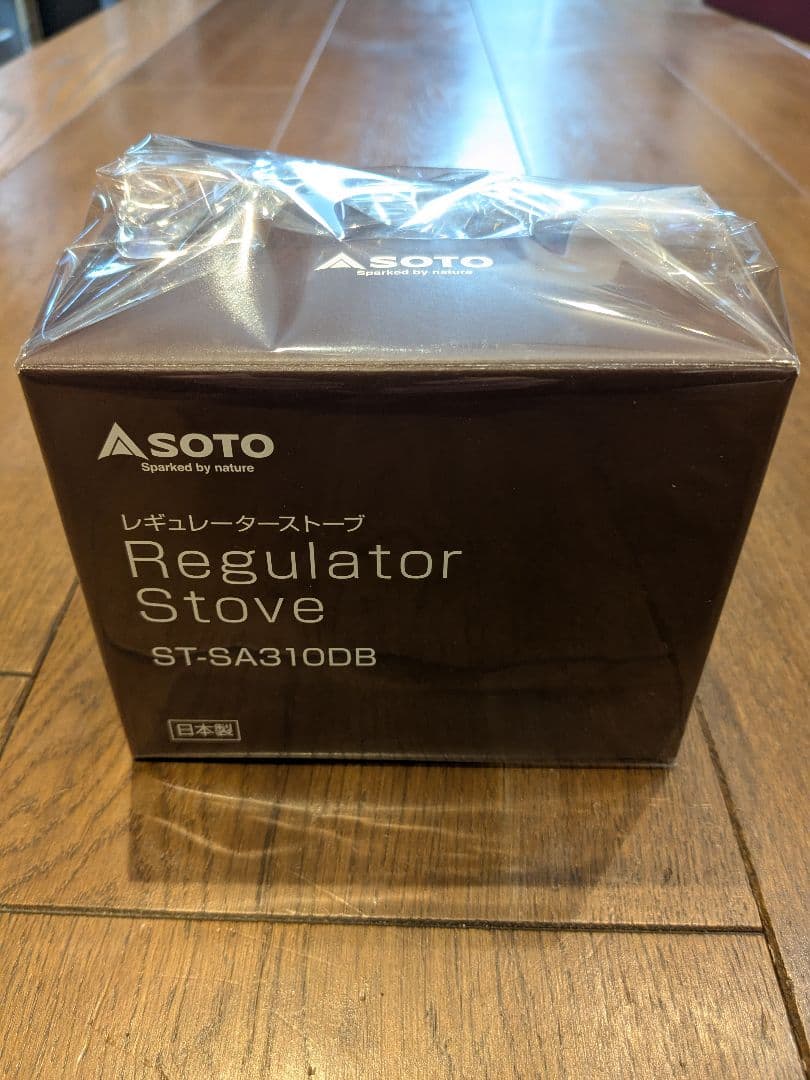 SOTO
Sparked by nature
SOTO
Sparked by nature
レギュレーターストーブ
Regulator
Stove
ST-SA310DB
日本製